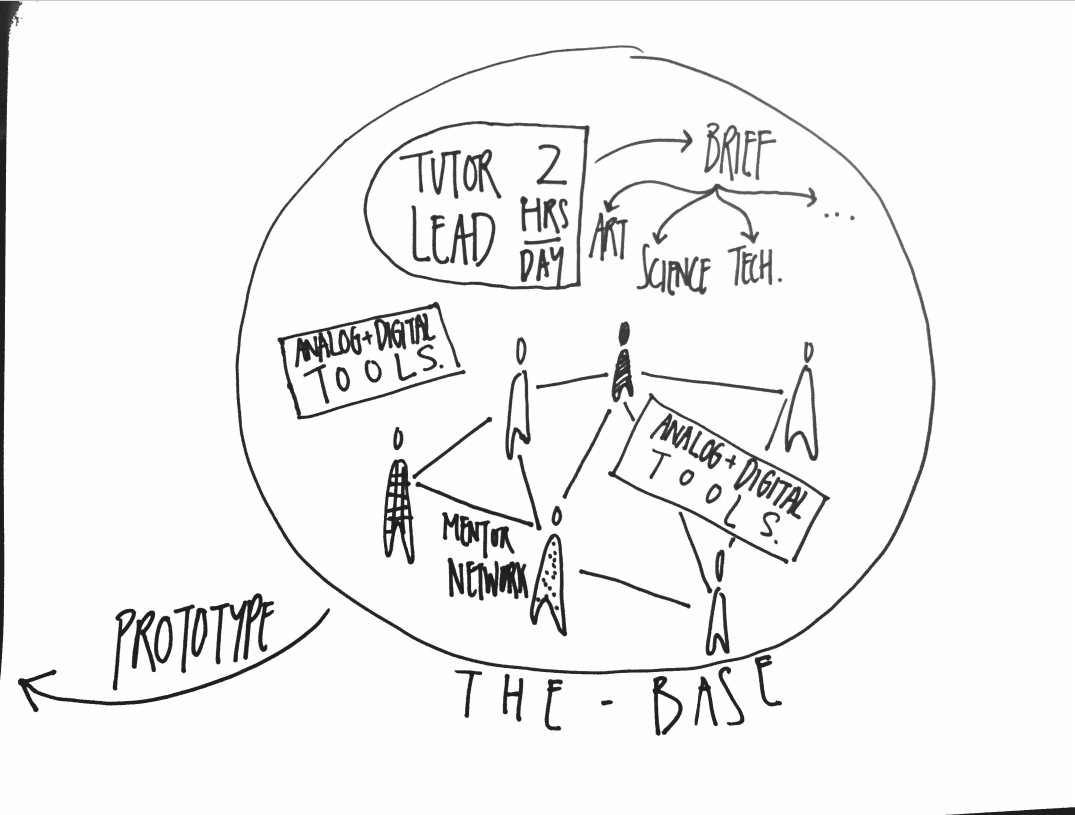 TUTOR 2
LEAD HRS
DAY
BRIEF
ART
SCIENCE
TECH.
...
ANALOG+DIGITAL
TOOLS.
ANALOG+DIGITAL
TOOLS.
MENTOR
NETWORK
PROTOTYPE
THE-BASE